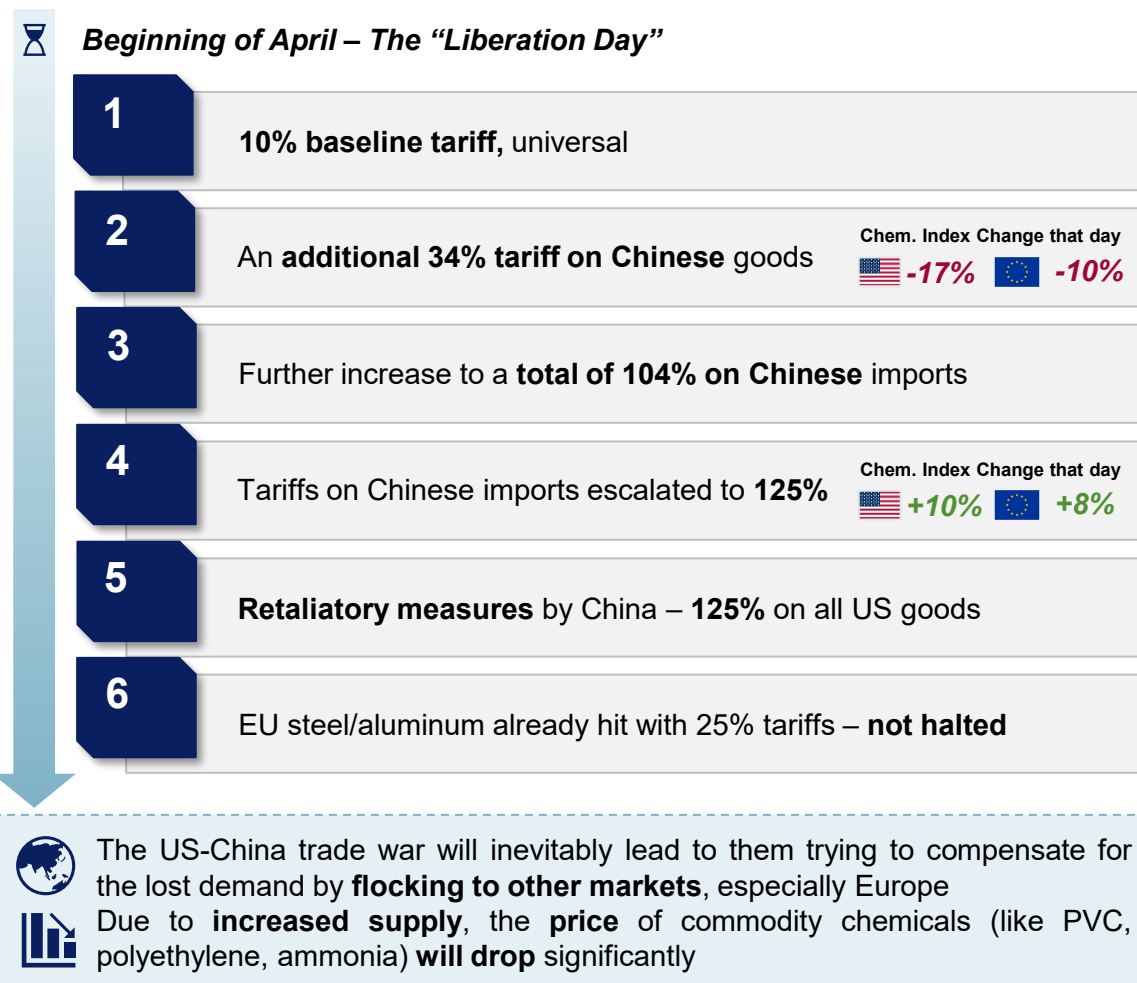 Beginning of April – The “Liberation Day”
1
10% baseline tariff, universal
2
An additional 34% tariff on Chinese goods
Chem. Index Change that day
-17% -10%
3
Further increase to a total of 104% on Chinese imports
4
Tariffs on Chinese imports escalated to 125%
Chem. Index Change that day
+10% +8%
5
Retaliatory measures by China – 125% on all US goods
6
EU steel/aluminum already hit with 25% tariffs – not halted
The US-China trade war will inevitably lead to them trying to compensate for
the lost demand by flocking to other markets, especially Europe
Due to increased supply, the price of commodity chemicals (like PVC,
polyethylene, ammonia) will drop significantly